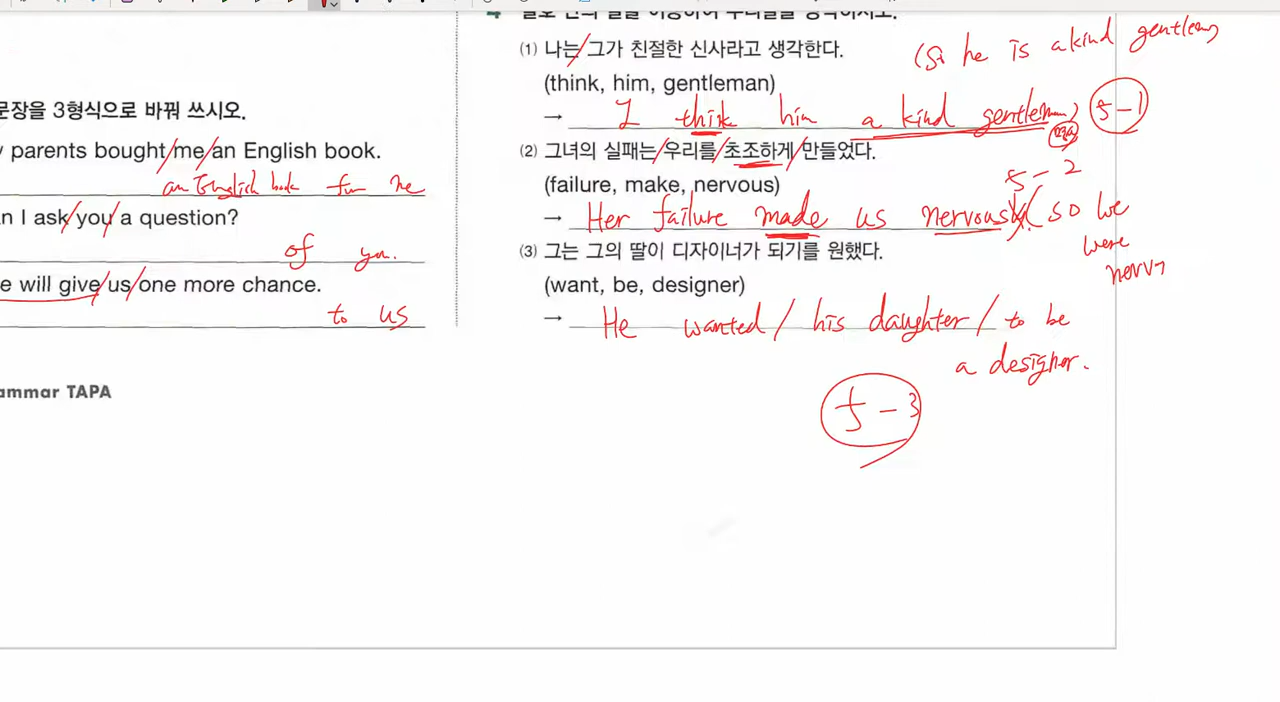 (So he is a kind gentlem
(1) 나는/그가 친절한 신사라고 생각한다.
(think, him, gentleman)
→ I think him a kind gentleman)
5-1
(2) 그녀의 실패는/우리를/초조하게/만들었다.
5-2
(failure, make, nervous)
→ Her failure made us nervously. (so we
were
nerv
(3) 그는 그의 딸이 디자이너가 되기를 원했다.
(want, be, designer)
→ He wanted / his daughter / to be
a designer.
5-3
문장을 3형식으로 바꿔 쓰시오.
parents bought/me/an English book.
an English book for me
I ask/you/a question?
of you.
e will give/us/one more chance.
to us
ammar TAPA